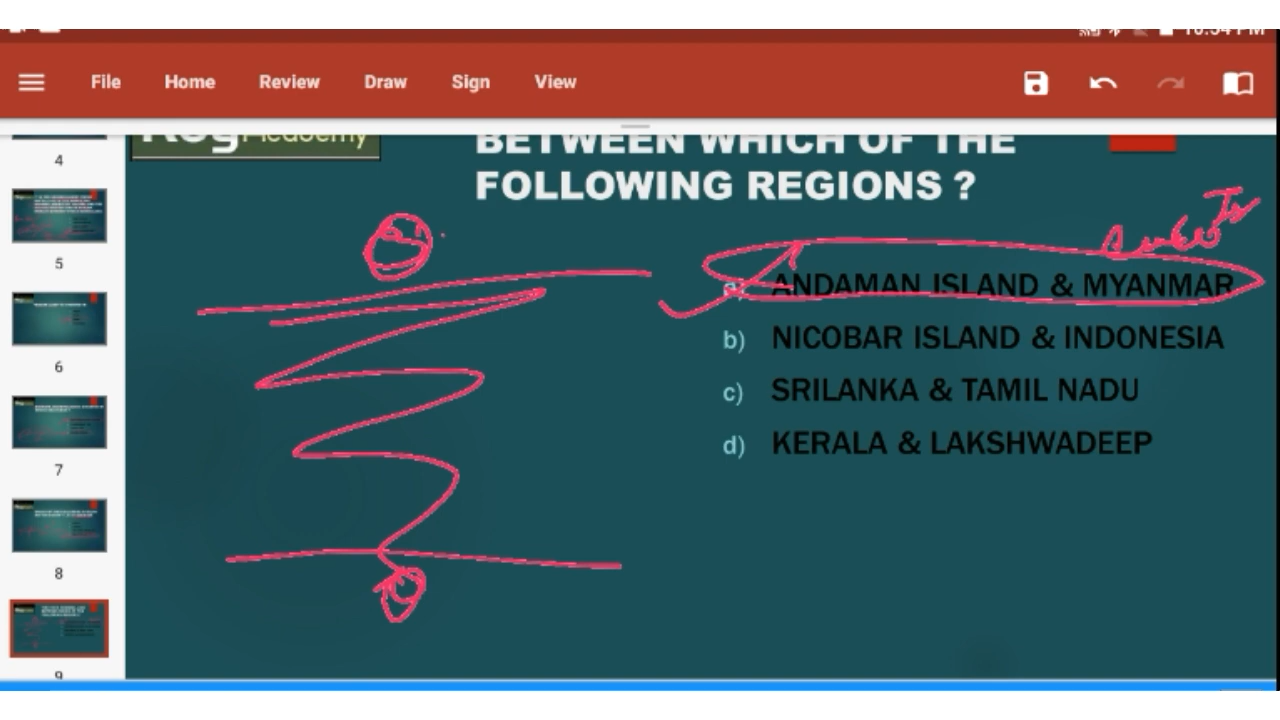 File Home Review Draw Sign View
4
5
6
7
8
9
BETWEEN WHICH OF THE
FOLLOWING REGIONS ?
a) ANDAMAN ISLAND & MYANMAR
b) NICOBAR ISLAND & INDONESIA
c) SRILANKA & TAMIL NADU
d) KERALA & LAKSHWADEEP